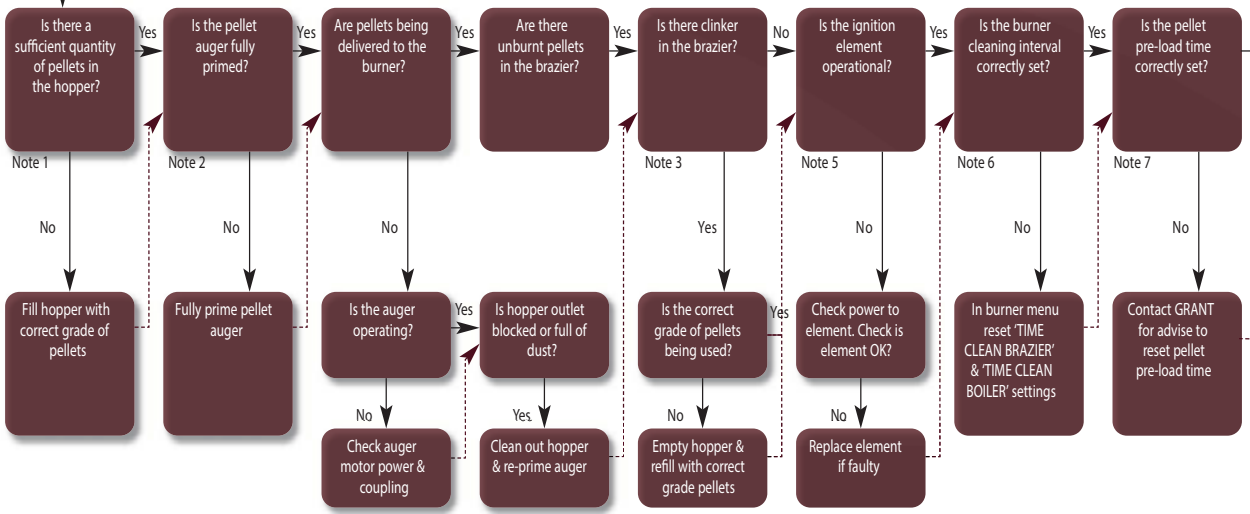 Is there a
sufficient quantity
of pellets in
the hopper?
Yes
Is the pellet
auger fully
primed?
Yes
Are pellets being
delivered to the
burner?
Yes
Are there
unburnt pellets
in the brazier?
Yes
Is there clinker
in the brazier?
No
Is the ignition
element
operational?
Yes
Is the burner
cleaning interval
correctly set?
Yes
Is the pellet
pre-load time
correctly set?
Note 1
Note 2
Note 3
Note 5
Note 6
Note 7
No
No
No
Yes
No
No
No
Fill hopper with
correct grade of
pellets
Fully prime pellet
auger
Is the auger
operating?
Yes
Is hopper outlet
blocked or full of
dust?
Is the correct
grade of pellets
being used?
Yes
Check power to
element. Check is
element OK?
In burner menu
reset ‘TIME
CLEAN BRAZIER’
& ‘TIME CLEAN
BOILER’ settings
Contact GRANT
for advise to
reset pellet
pre-load time
No
Yes
No
No
Check auger
motor power &
coupling
Clean out hopper
& re-prime auger
Empty hopper &
refill with correct
grade pellets
Replace element
if faulty